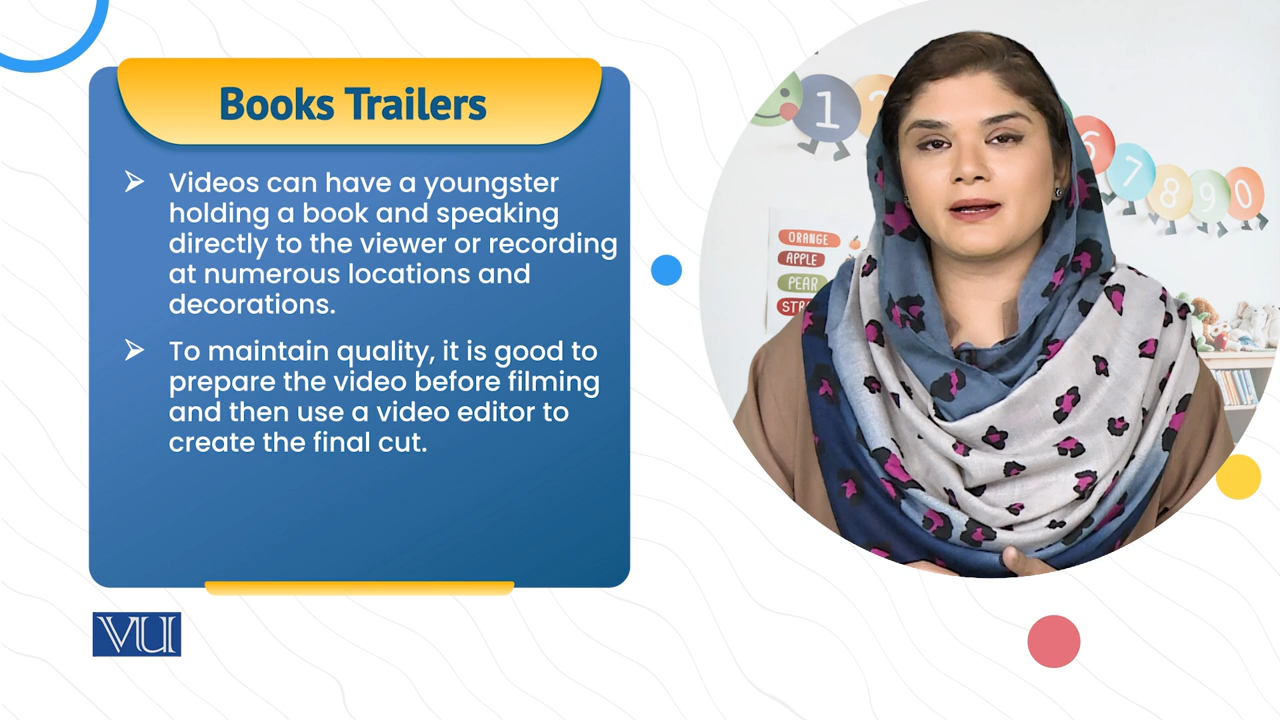 Books Trailers
Videos can have a youngster
holding a book and speaking
directly to the viewer or recording
at numerous locations and
decorations.
To maintain quality, it is good to
prepare the video before filming
and then use a video editor to
create the final cut.
VU
1
6
7
8
9
0
ORANGE
APPLE
PEAR